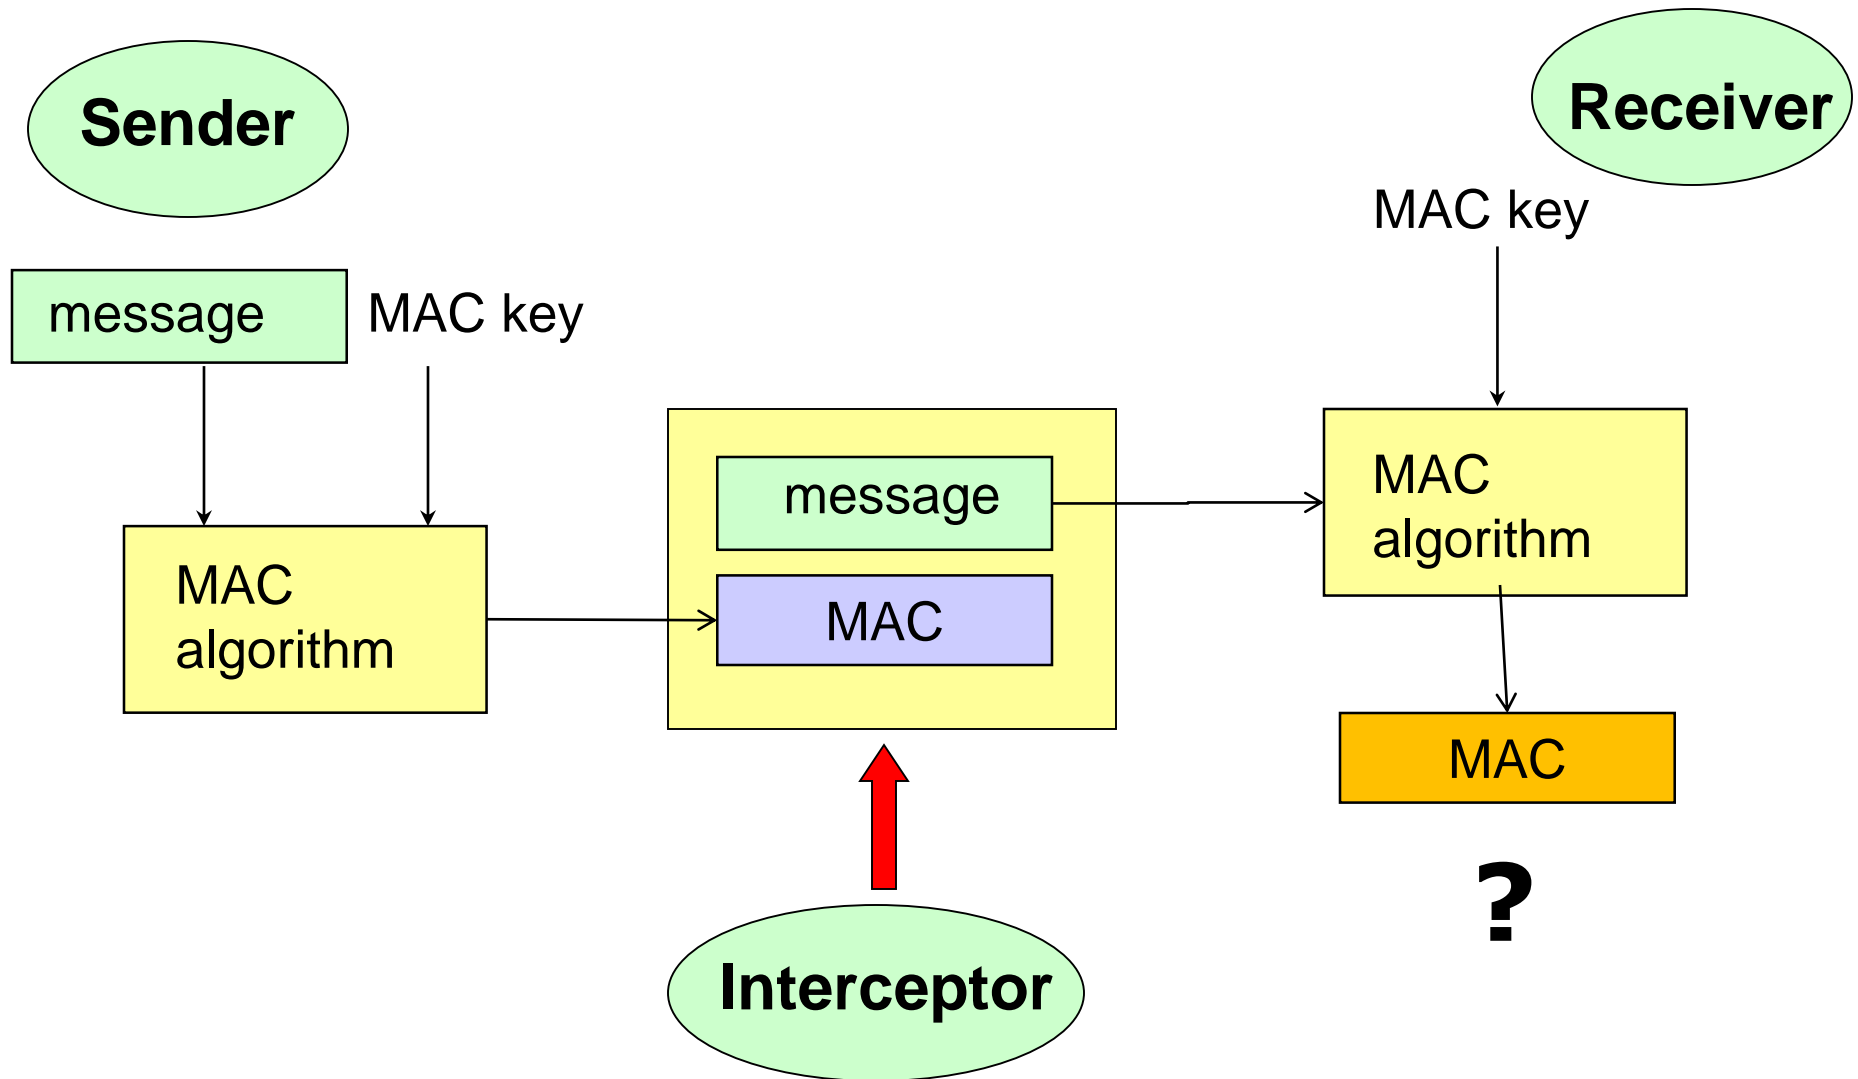 Sender
Receiver
MAC key
message
MAC key
message
MAC
algorithm
MAC
algorithm
MAC
MAC
?
Interceptor